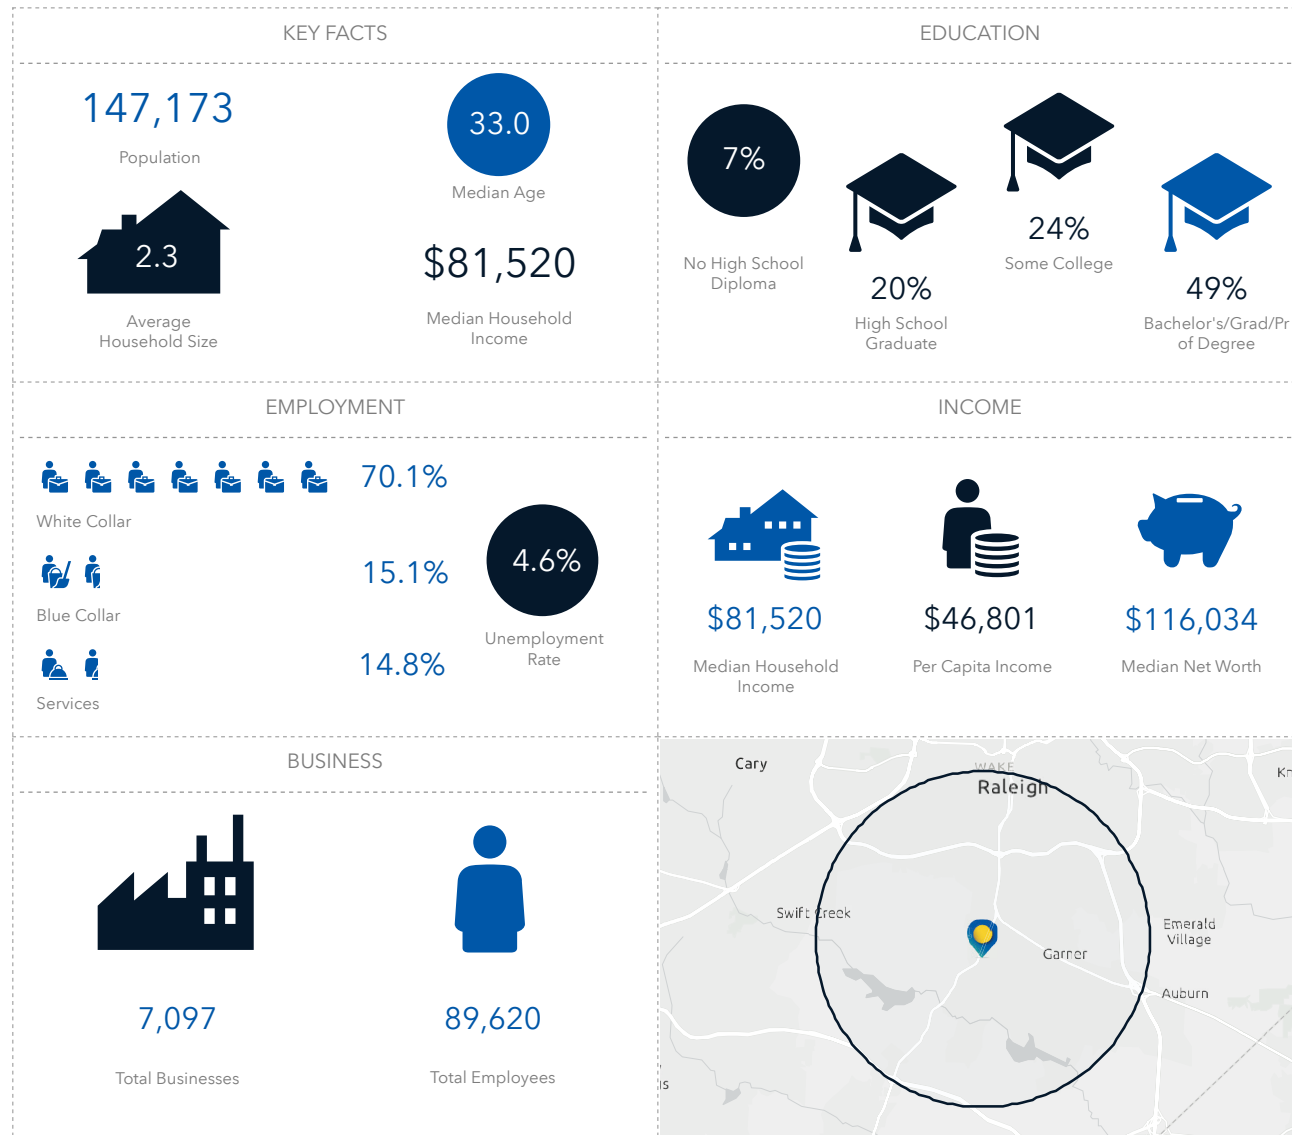 KEY FACTS
147,173
Population
33.0
Median Age
2.3
Average
Household Size
$81,520
Median Household
Income
EDUCATION
7%
No High School
Diploma
20%
High School
Graduate
24%
Some College
49%
Bachelor's/Grad/Pr
of Degree
EMPLOYMENT
70.1%
White Collar
15.1%
Blue Collar
14.8%
Services
4.6%
Unemployment
Rate
INCOME
$81,520
Median Household
Income
$46,801
Per Capita Income
$116,034
Median Net Worth
BUSINESS
7,097
Total Businesses
89,620
Total Employees
Cary
WAKE
Raleigh
Kn
Swift Creek
Emerald
Village
Garner
Auburn